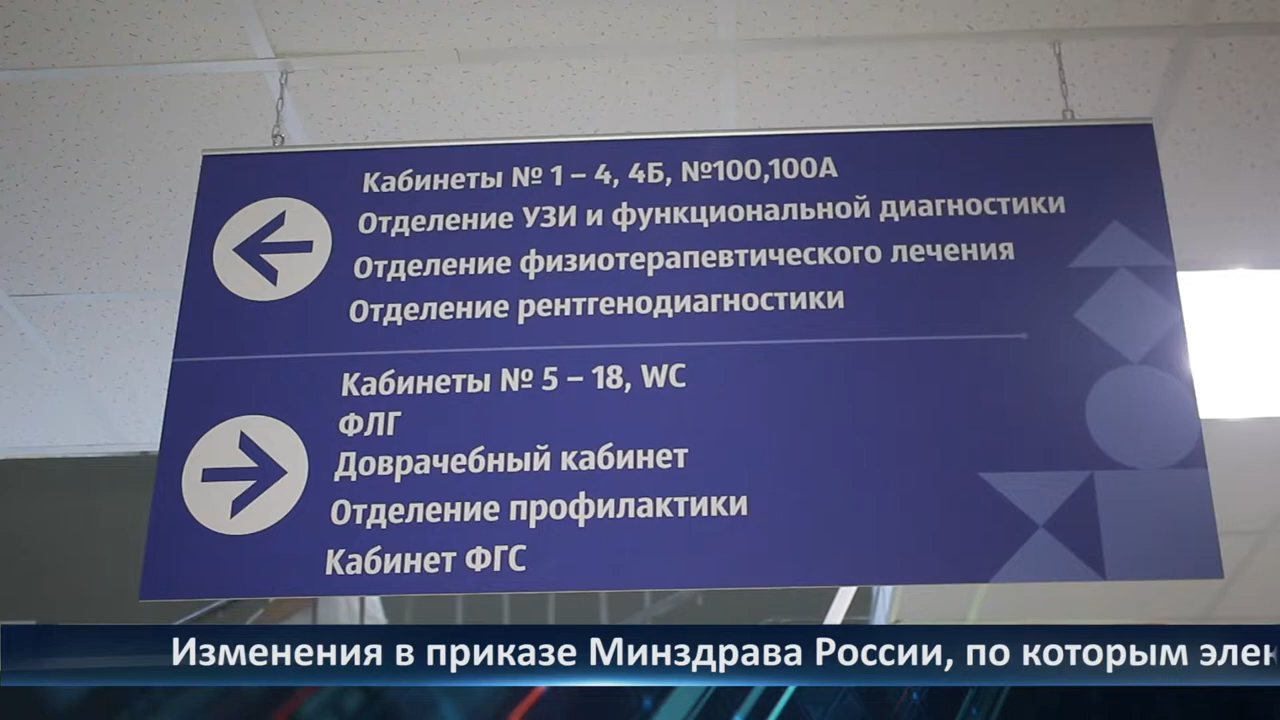 Кабинеты № 1 – 4, 4Б, №100,100А
Отделение УЗИ и функциональной диагностики
Отделение физиотерапевтического лечения
Отделение рентгенодиагностики
Кабинеты № 5 – 18, WC
ФЛГ
Доврачебный кабинет
Отделение профилактики
Кабинет ФГС
Изменения в приказе Минздрава России, по которым